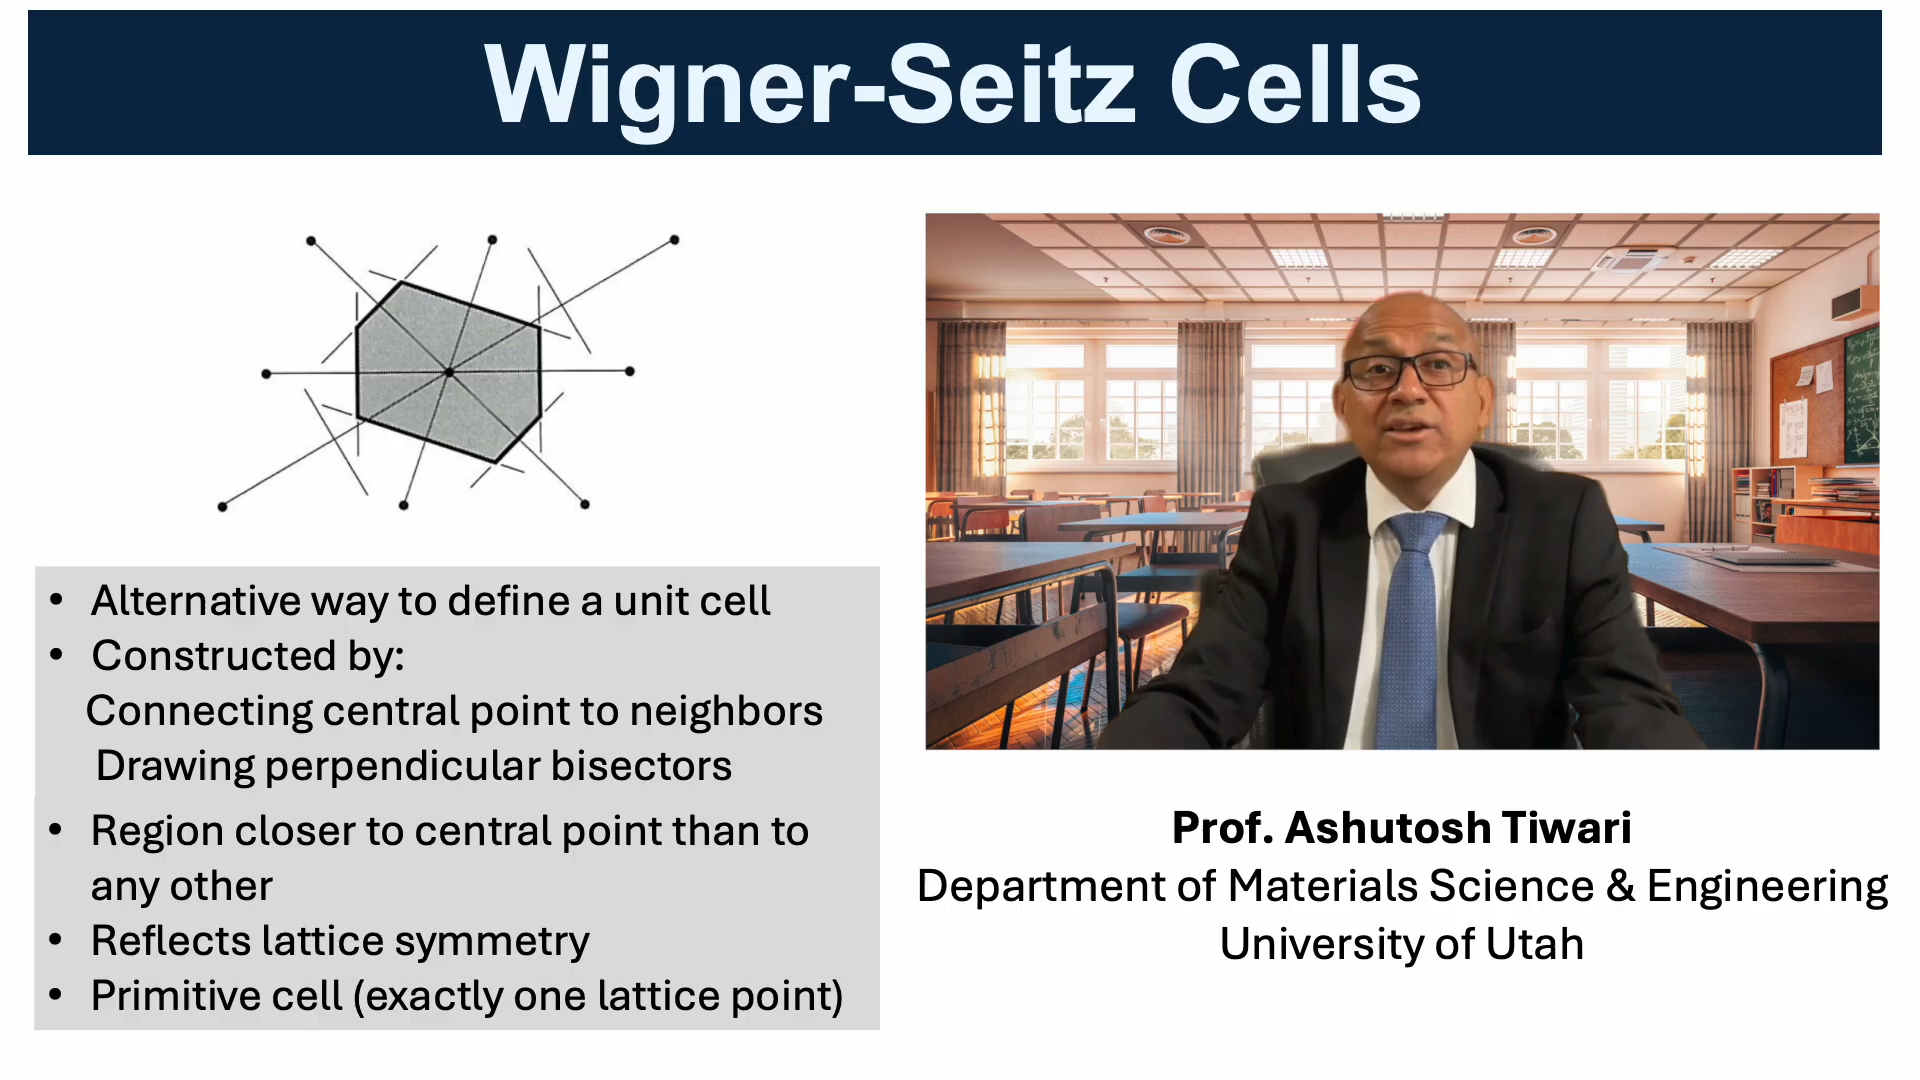 Wigner-Seitz Cells
• Alternative way to define a unit cell
• Constructed by:
Connecting central point to neighbors
Drawing perpendicular bisectors
• Region closer to central point than to
any other
• Reflects lattice symmetry
• Primitive cell (exactly one lattice point)
Prof. Ashutosh Tiwari
Department of Materials Science & Engineering
University of Utah